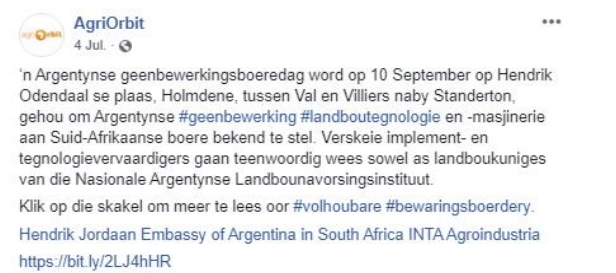 AgriOrbit
agriOrbit
4 Jul.
'n Argentynse geenbewerkingsboeredag word op 10 September op Hendrik
Odendaal se plaas, Holmdene, tussen Val en Villiers naby Standerton,
gehou om Argentynse #geenbewerking #landboutegnologie en -masjinerie
aan Suid-Afrikaanse boere bekend te stel. Verskeie implement- en
tegnologievervaardigers gaan teenwoordig wees sowel as landboukuniges
van die Nasionale Argentynse Landbounavorsingsinstituut.
Klik op die skakel om meer te lees oor #volhoubare #bewaringsboerdery.
Hendrik Jordaan Embassy of Argentina in South Africa INTA Agroindustria
https://bit.ly/2LJ4hHR